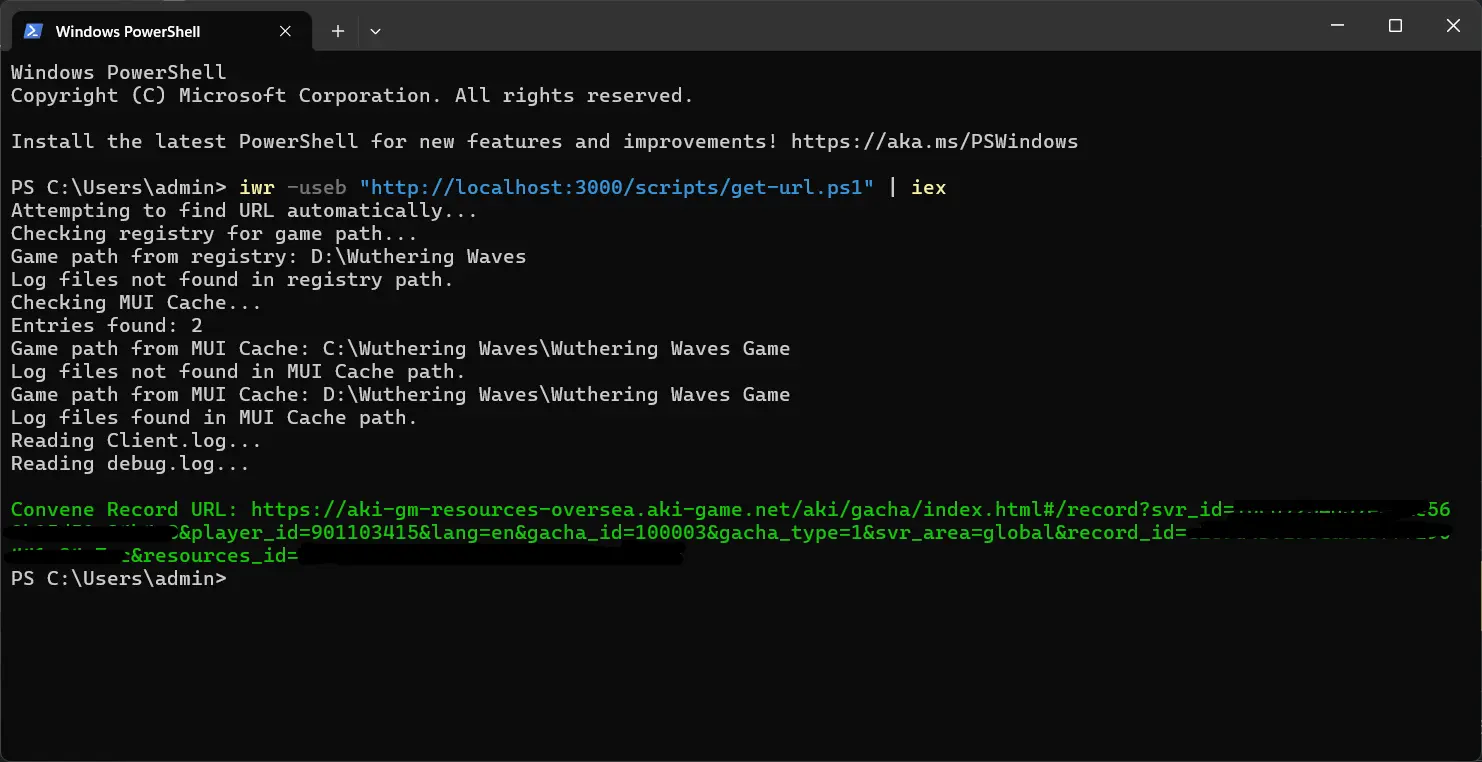 Windows PowerShell
Windows PowerShell
Copyright (C) Microsoft Corporation. All rights reserved.
Install the latest PowerShell for new features and improvements! https://aka.ms/PSWindows
PS C:\Users\admin> iwr -useb "http://localhost:3000/scripts/get-url.ps1" | iex
Attempting to find URL automatically...
Checking registry for game path...
Game path from registry: D:\Wuthering Waves
Log files not found in registry path.
Checking MUI Cache...
Entries found: 2
Game path from MUI Cache: C:\Wuthering Waves\Wuthering Waves Game
Log files not found in MUI Cache path.
Game path from MUI Cache: D:\Wuthering Waves\Wuthering Waves Game
Log files found in MUI Cache path.
Reading Client.log...
Reading debug.log...
Convene Record URL: https://aki-gm-resources-oversea.aki-game.net/aki/gacha/index.html#/record?svr_id=
&player_id=901103415&lang=en&gacha_id=100003&gacha_type=1&svr_area=global&record_id=
&resources_id=
PS C:\Users\admin>